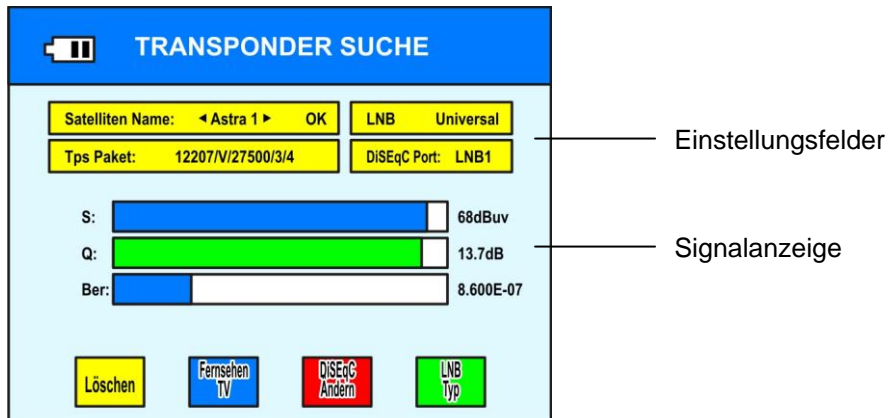 TRANSPONDER SUCHE
Satelliten Name: ◄ Astra 1 ► OK
LNB Universal
Tps Paket: 12207/V/27500/3/4
DiSEqC Port: LNB1
Einstellungsfelder
S: 68dBuv
Q: 13.7dB
Signalanzeige
Ber: 8.600E-07
Löschen
Fernsehen
TV
DiSEqC
Ändern
LNB
Typ